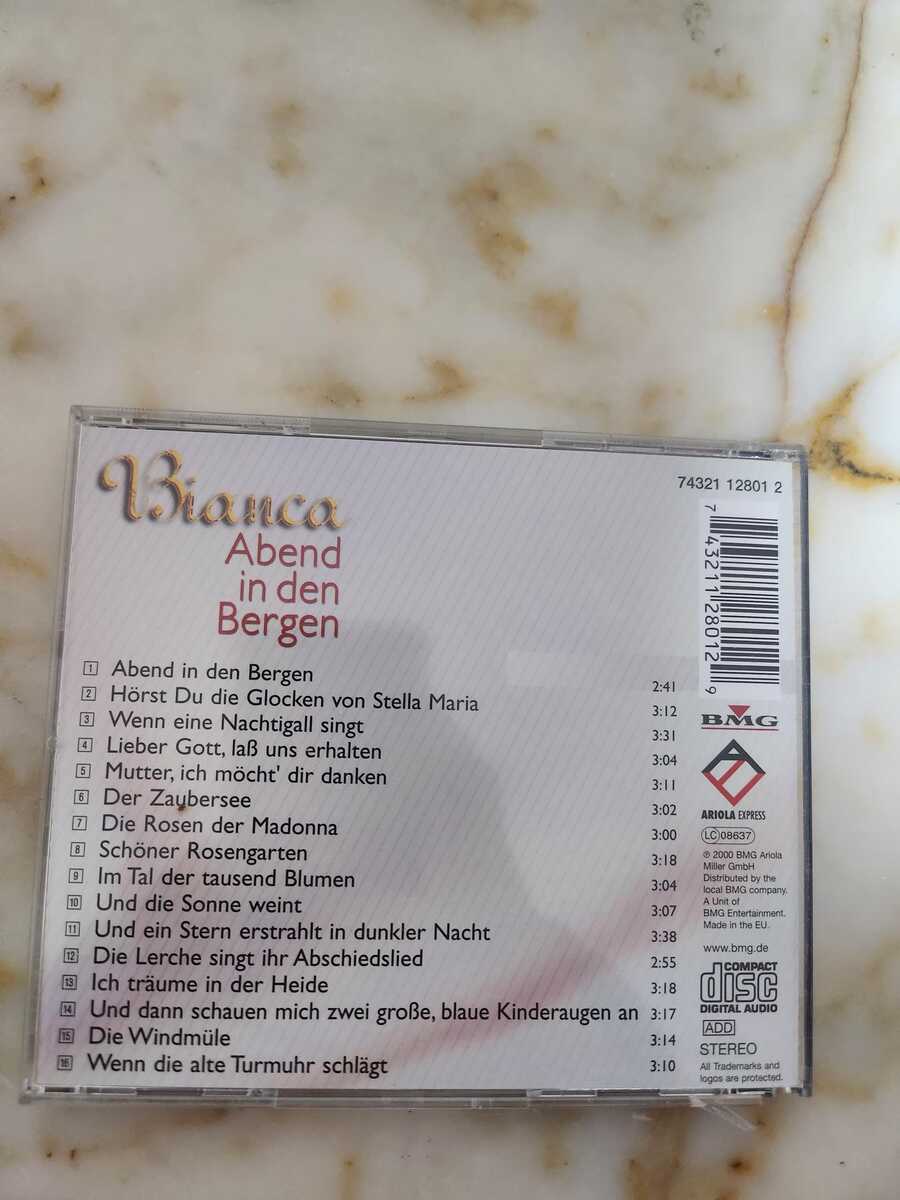 Bianca
Abend
in den
Bergen
1 Abend in den Bergen 2:41
2 Hörst Du die Glocken von Stella Maria 3:12
3 Wenn eine Nachtigall singt 3:31
4 Lieber Gott, laß uns erhalten 3:04
5 Mutter, ich möcht' dir danken 3:11
6 Der Zaubersee 3:02
7 Die Rosen der Madonna 3:00
8 Schöner Rosengarten 3:18
9 Im Tal der tausend Blumen 3:04
10 Und die Sonne weint 3:07
11 Und ein Stern erstrahlt in dunkler Nacht 3:38
12 Die Lerche singt ihr Abschiedslied 2:55
13 Ich träume in der Heide 3:18
14 Und dann schauen mich zwei große, blaue Kinderaugen an 3:17
15 Die Windmüle 3:14
16 Wenn die alte Turmuhr schlägt 3:10
74321 12801 2
7 43211 28012 9
BMG
ARIOLA EXPRESS
LC 08637
℗ 2000 BMG Ariola
Miller GmbH
Distributed by the
local BMG company.
A Unit of
BMG Entertainment.
Made in the EU.
www.bmg.de
COMPACT
disc
DIGITAL AUDIO
ADD
STEREO
All Trademarks and
logos are protected.